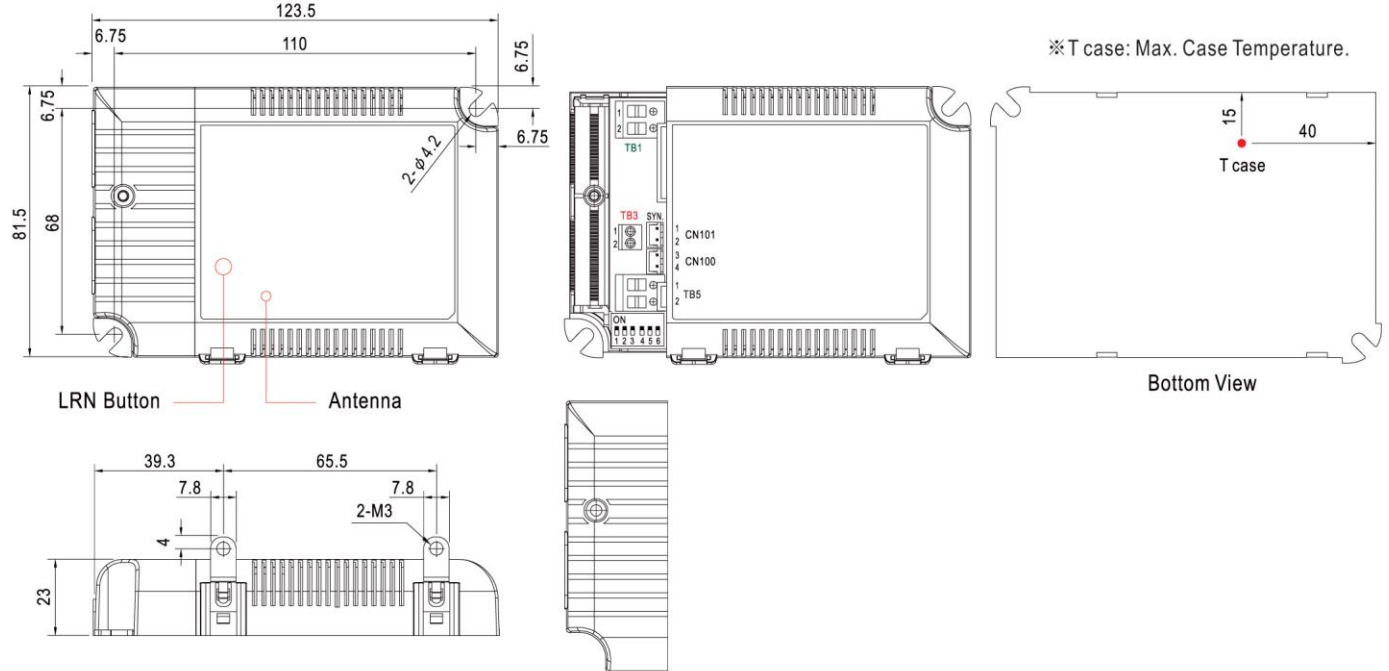 123.5
6.75
110
6.75
※T case: Max. Case Temperature.
6.75
6.75
2-φ4.2
81.5
68
1
2
TB1
TB3
SYN.
1
2
1
2
CN101
3
4
CN100
1
2
TB5
ON
1 2 3 4 5 6
15
40
T case
Bottom View
LRN Button
Antenna
39.3
65.5
7.8
7.8
2-M3
4
23